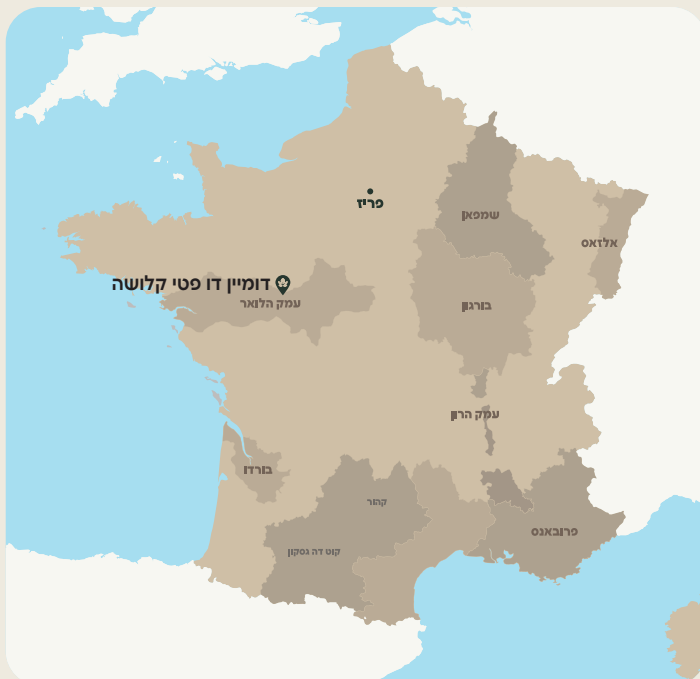 פריז
שמפאן
אלזאס
דומיין דו פטי קלושה
עמק הלואר
בורגון
עמק הרון
בורדו
קהור
פרובאנס
קוט דה גסקון